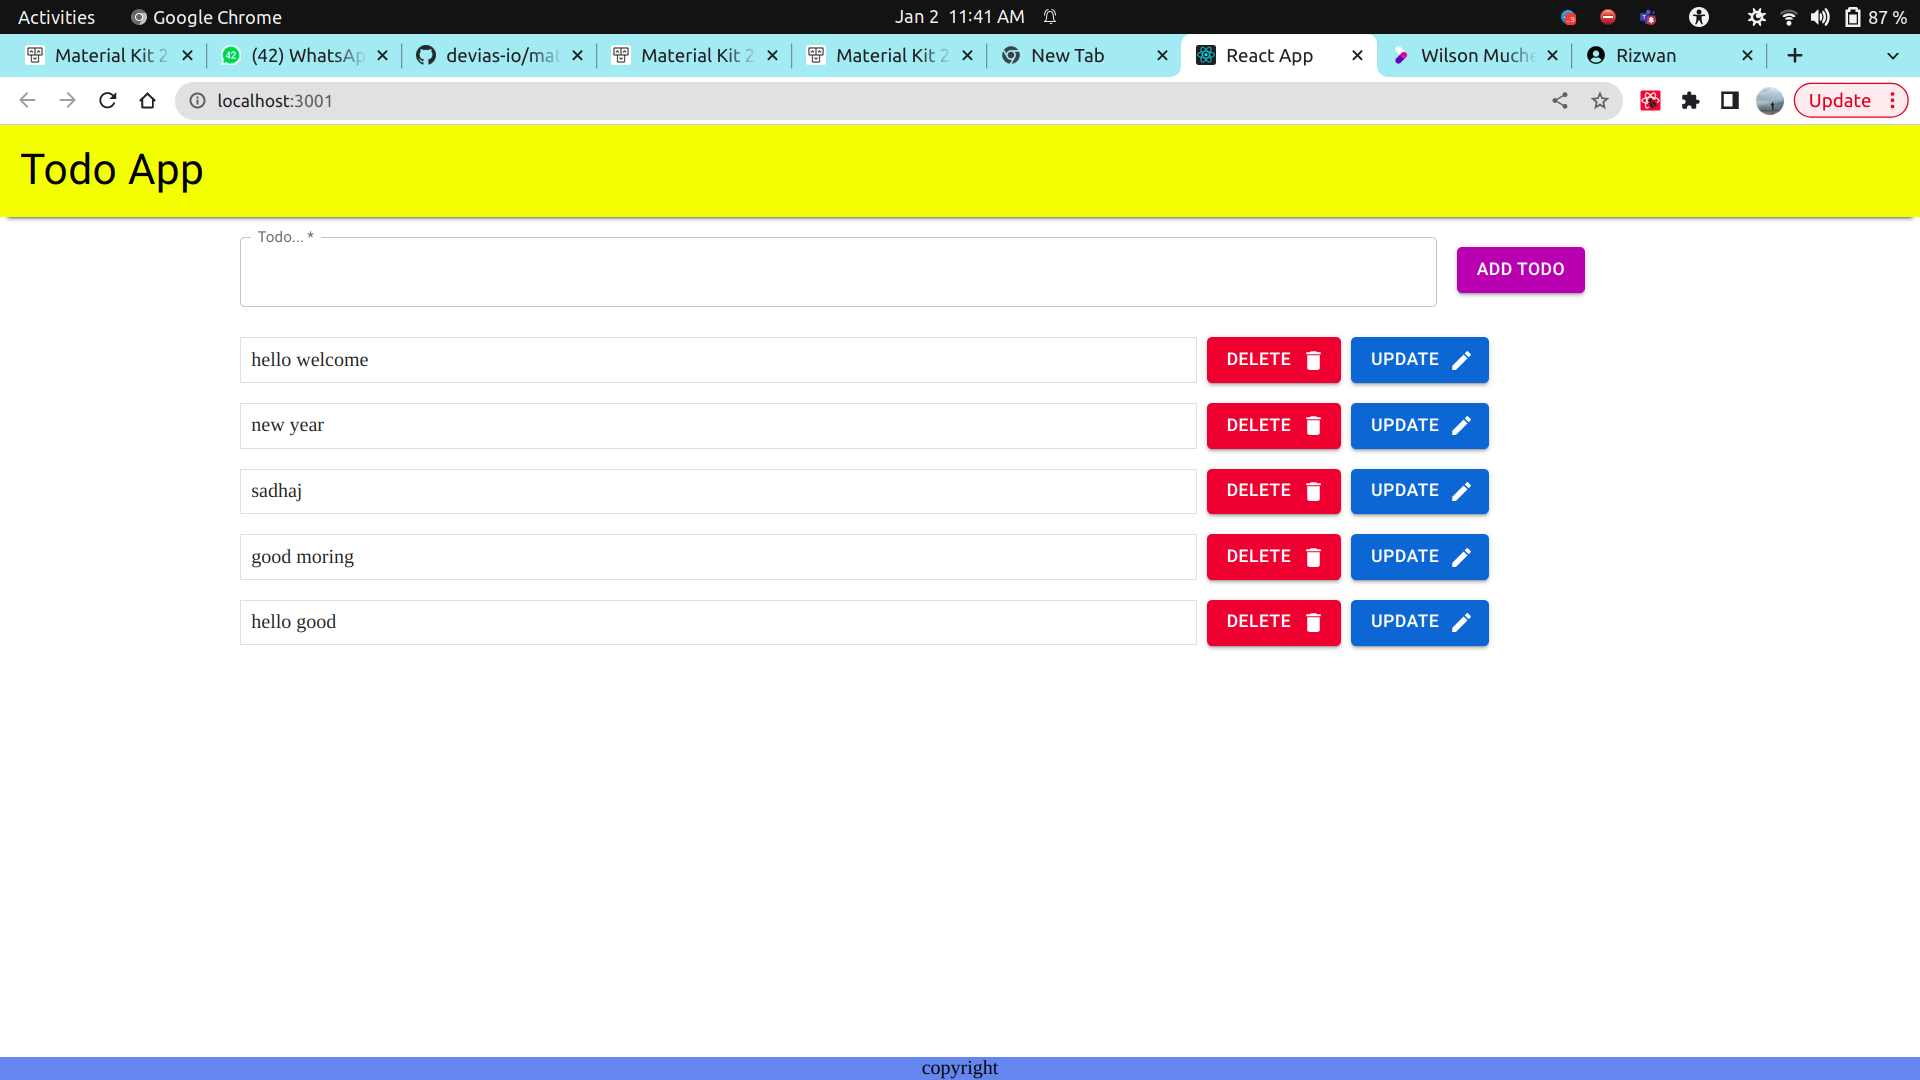 Activities Google Chrome Jan 2 11:41 AM 87 %
Material Kit 2 (42) WhatsAp devias-io/mat Material Kit 2 Material Kit 2 New Tab React App Wilson Muche Rizwan
localhost:3001 Update
Todo App
Todo... *
ADD TODO
hello welcome DELETE UPDATE
new year DELETE UPDATE
sadhaj DELETE UPDATE
good moring DELETE UPDATE
hello good DELETE UPDATE
copyright